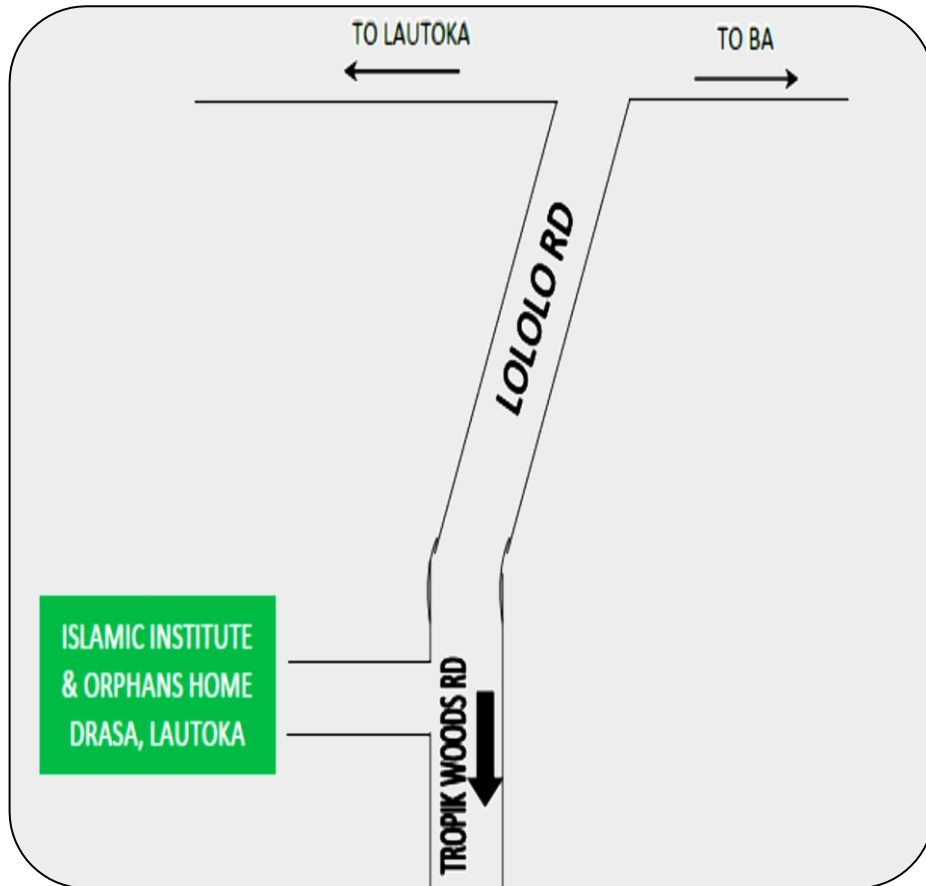 TO LAUTOKA
TO BA
LOLOLO RD
ISLAMIC INSTITUTE
& ORPHANS HOME
DRASA, LAUTOKA
TROPIK WOODS RD